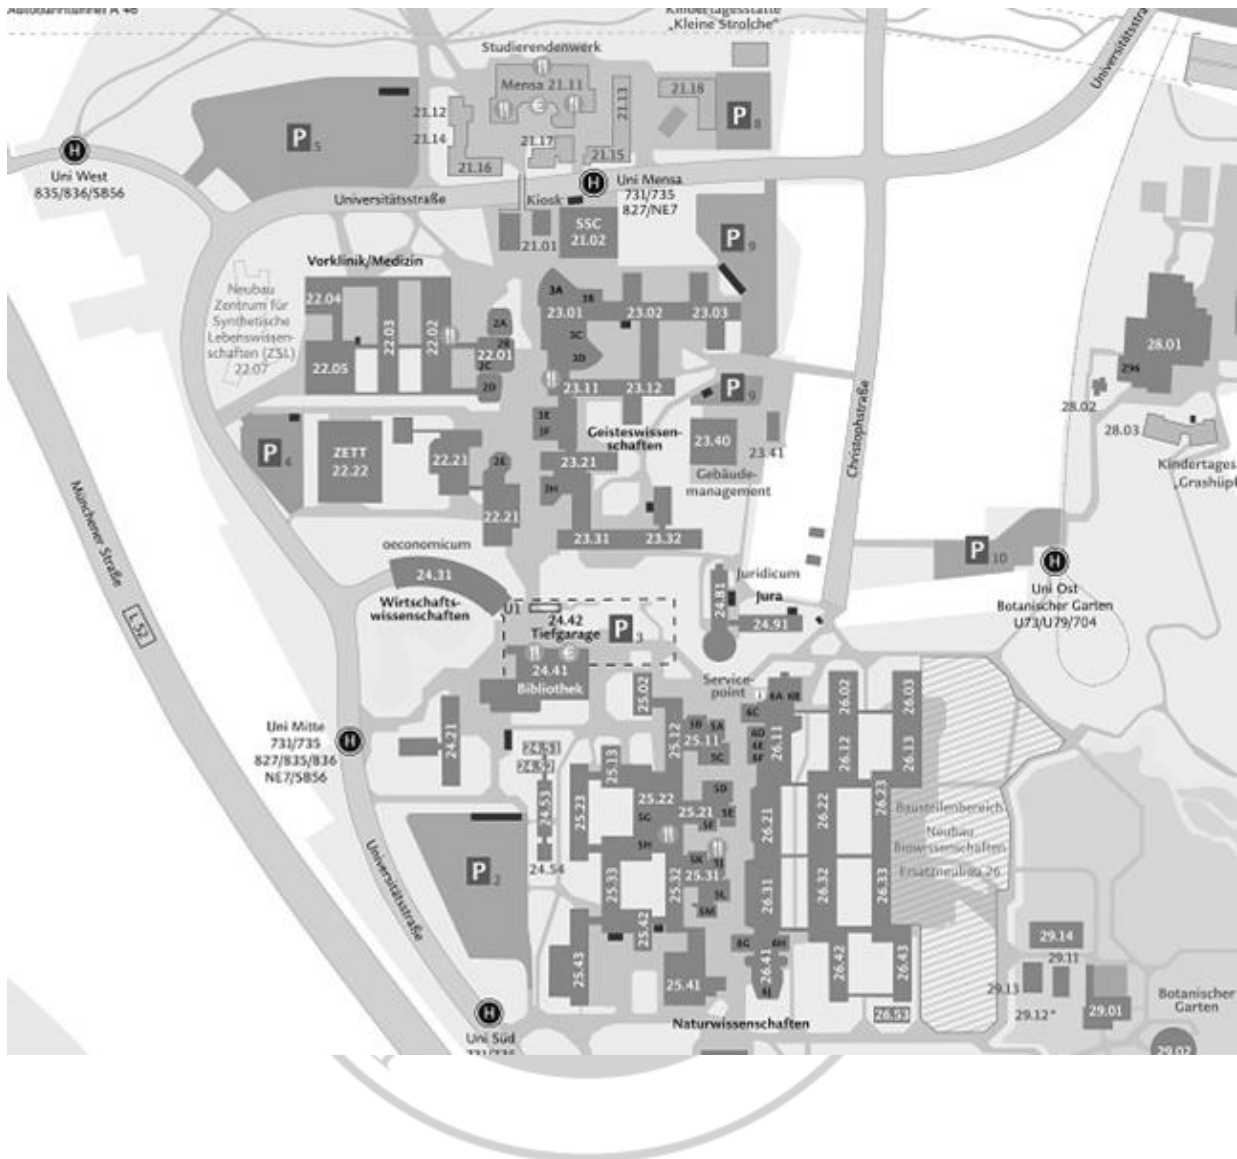 Autobahntunnel A 46
Kindertagesstätte
„Kleine Strolche"
Universitätsstraße
Studierendenwerk
Mensa 21.11
21.12
21.13
21.18
P 8
21.14
P 5
21.17
21.15
21.16
H
Uni West
835/836/SB56
H
Uni Mensa
731/735
827/NE7
Universitätsstraße
Kiosk
SSC
21.02
21.01
P 9
Vorklinik/Medizin
Neubau
Zentrum für
Synthetische
Lebenswissen-
schaften (ZSL)
22.07
22.04
22.03
22.02
22.05
2A
2B
22.01
2C
2D
3A
3B
23.01
23.02
23.03
3C
3D
23.11
23.12
28.01
296
28.02
28.03
Kindertages
„Grashüpf
P 9
23.40
23.41
Gebäude-
management
Christophstraße
3E
3F
Geisteswissen-
schaften
P 6
ZETT
22.22
22.21
2E
23.21
3H
22.21
23.31
23.32
Münchener Straße
L 52
oeconomicum
24.31
Wirtschafts-
wissenschaften
U1
24.42
Tiefgarage
P 3
24.41
Bibliothek
24.81
Juridicum
Jura
24.91
P 10
H
Uni Ost
Botanischer Garten
U73/U79/704
Service-
point
i
6A
6B
6C
6D
6E
6F
26.11
26.02
26.03
26.12
26.13
25.02
25.12
5B
5A
25.11
5C
H
Uni Mitte
731/735
827/835/836
NE7/SB56
24.21
24.53
24.54
25.13
25.23
25.22
5D
25.21
5E
5F
5G
5H
26.21
26.22
26.23
Baustellenbereich
Neubau
Biowissenschaften
Ersatzneubau 26
Universitätsstraße
P 2
25.33
25.32
5K
5J
25.31
5L
5M
26.31
26.32
26.33
25.42
25.43
25.41
6G
6H
26.41
6J
26.42
26.43
26.53
29.14
29.11
29.13
29.12*
29.01
29.02
Botanischer
Garten
H
Uni Süd
Naturwissenschaften